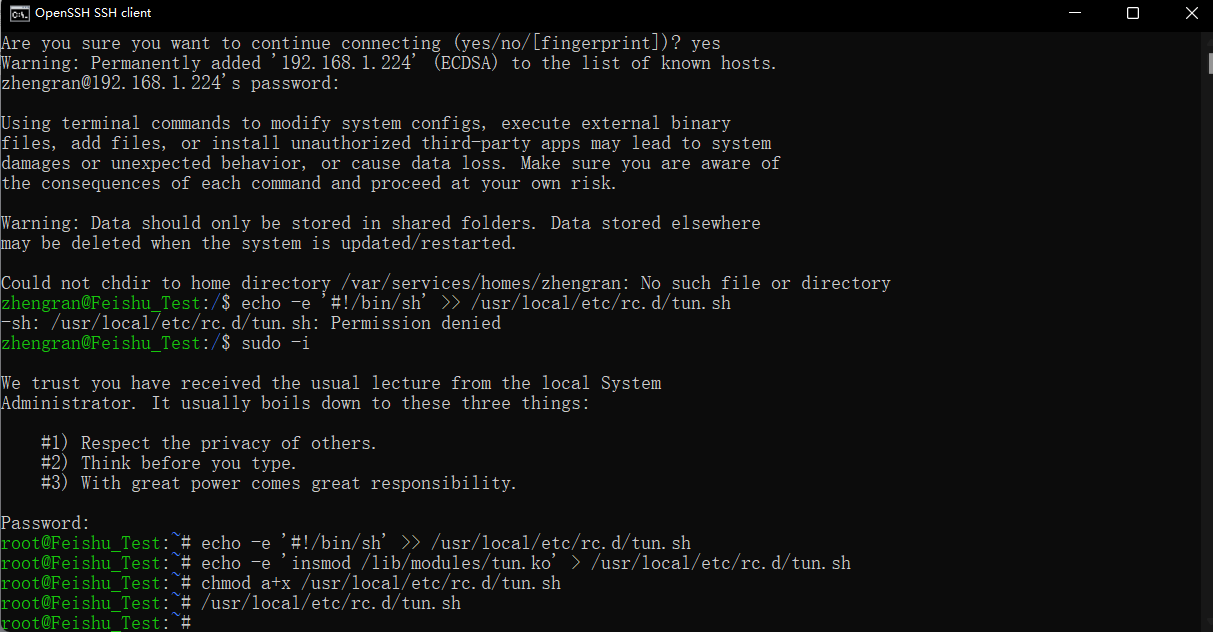 OpenSSH SSH client
Are you sure you want to continue connecting (yes/no/[fingerprint])? yes
Warning: Permanently added '192.168.1.224' (ECDSA) to the list of known hosts.
zhengran@192.168.1.224's password:
Using terminal commands to modify system configs, execute external binary
files, add files, or install unauthorized third-party apps may lead to system
damages or unexpected behavior, or cause data loss. Make sure you are aware of
the consequences of each command and proceed at your own risk.
Warning: Data should only be stored in shared folders. Data stored elsewhere
may be deleted when the system is updated/restarted.
Could not chdir to home directory /var/services/homes/zhengran: No such file or directory
zhengran@Feishu_Test:/$ echo -e '#!/bin/sh' >> /usr/local/etc/rc.d/tun.sh
-sh: /usr/local/etc/rc.d/tun.sh: Permission denied
zhengran@Feishu_Test:/$ sudo -i
We trust you have received the usual lecture from the local System
Administrator. It usually boils down to these three things:
#1) Respect the privacy of others.
#2) Think before you type.
#3) With great power comes great responsibility.
Password:
root@Feishu_Test:~# echo -e '#!/bin/sh' >> /usr/local/etc/rc.d/tun.sh
root@Feishu_Test:~# echo -e 'insmod /lib/modules/tun.ko' > /usr/local/etc/rc.d/tun.sh
root@Feishu_Test:~# chmod a+x /usr/local/etc/rc.d/tun.sh
root@Feishu_Test:~# /usr/local/etc/rc.d/tun.sh
root@Feishu_Test:~#